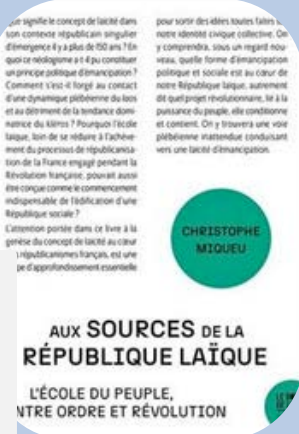 que signifie le concept de laïcité dans
son contexte républicain singulier
d'émergence il y a plus de 150 ans ? En
quoi ce néologisme a-t-il pu constituer
un principe politique d'émancipation ?
Comment s'est-il forgé au contact
d'une dynamique plébéienne du laos
et au détriment de la tendance domi-
natrice du kléros ? Pourquoi l'école
laïque, loin de se réduire à l'achève-
ment du processus de républicanisa-
tion de la France engagé pendant la
Révolution française, pouvait aussi
être conçue comme le commencement
indispensable de l'édification d'une
République sociale ?
L'attention portée dans ce livre à la
genèse du concept de laïcité au cœur
républicanismes français, est une
pe d'approfondissement essentielle
pour sortir des idées toutes faites
notre identité civique collective. On
y comprendra, sous un regard nou-
veau, quelle forme d'émancipation
politique et sociale est au cœur de
notre République laïque, autrement
dit quel projet révolutionnaire, lié à la
puissance du peuple, elle conditionne
et contient. On y trouvera une voie
plébéienne inattendue conduisant
vers une laïcité d'émancipation.
CHRISTOPHE
MIQUEU
AUX SOURCES DE LA
RÉPUBLIQUE LAÏQUE
L'ÉCOLE DU PEUPLE,
NTRE ORDRE ET RÉVOLUTION